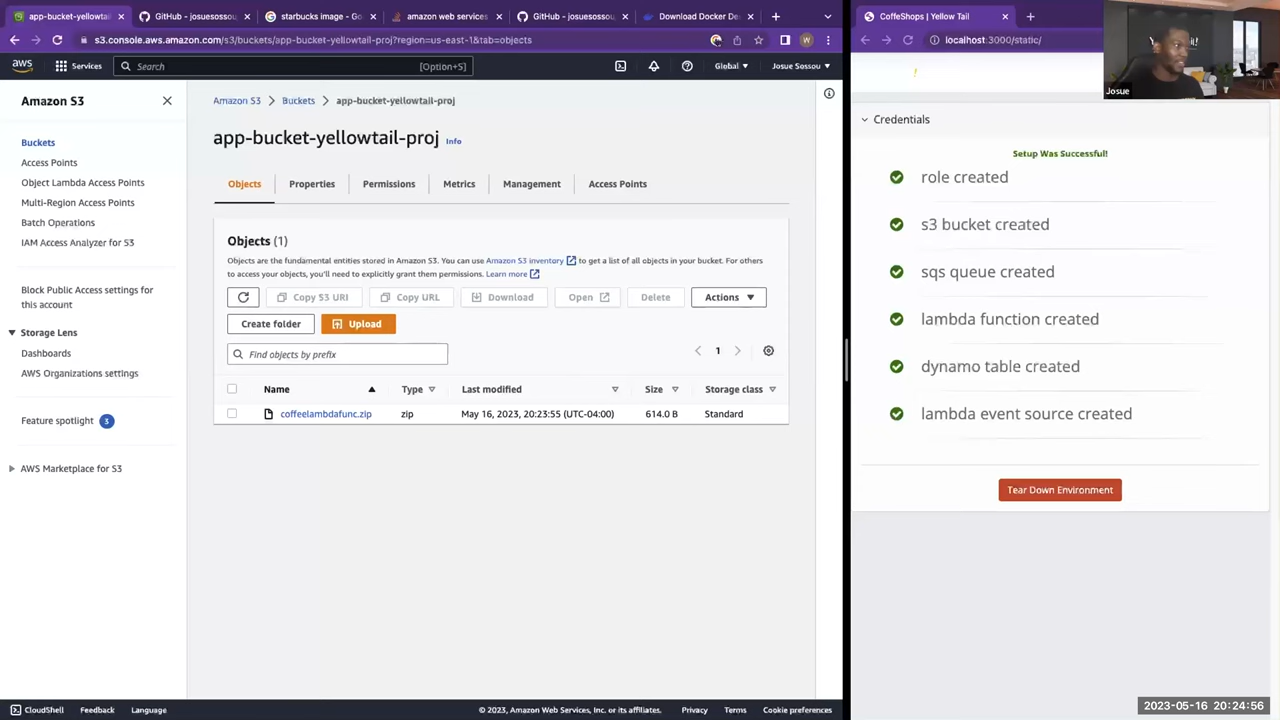 app-bucket-yellowtail
GitHub - josuesossou
starbucks image - Go
amazon web services
GitHub - josuesossou
Download Docker De
CoffeShops | Yellow Tail
s3.console.aws.amazon.com/s3/buckets/app-bucket-yellowtail-proj?region=us-east-1&tab=objects
W
localhost:3000/static/
aws
Services
Search
[Option+S]
Global
Josue Sossou
Josue
Amazon S3
Buckets
Access Points
Object Lambda Access Points
Multi-Region Access Points
Batch Operations
IAM Access Analyzer for S3
Block Public Access settings for
this account
Storage Lens
Dashboards
AWS Organizations settings
Feature spotlight 3
AWS Marketplace for S3
Amazon S3 > Buckets > app-bucket-yellowtail-proj
app-bucket-yellowtail-proj Info
Objects
Properties
Permissions
Metrics
Management
Access Points
Objects (1)
Objects are the fundamental entities stored in Amazon S3. You can use Amazon S3 inventory to get a list of all objects in your bucket. For others
to access your objects, you'll need to explicitly grant them permissions. Learn more
Copy S3 URI
Copy URL
Download
Open
Delete
Actions
Create folder
Upload
Find objects by prefix
1
Name
Type
Last modified
Size
Storage class
coffeelambdafunc.zip
zip
May 16, 2023, 20:23:55 (UTC-04:00)
614.0 B
Standard
Credentials
Setup Was Successful!
role created
s3 bucket created
sqs queue created
lambda function created
dynamo table created
lambda event source created
Tear Down Environment
CloudShell
Feedback
Language
© 2023, Amazon Web Services, Inc. or its affiliates.
Privacy
Terms
Cookie preferences
2023-05-16 20:24:56